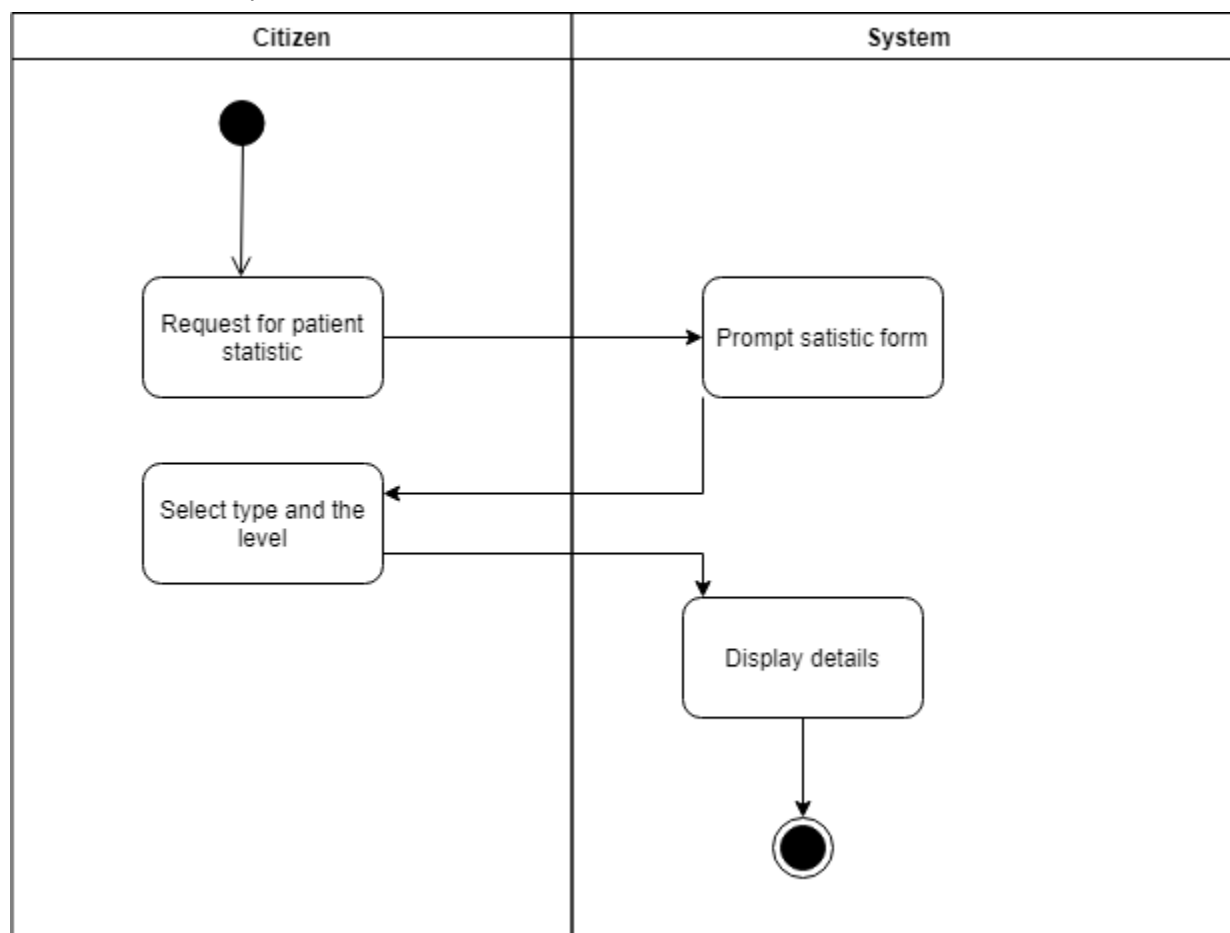 Citizen
System
Request for patient
statistic
Prompt satistic form
Select type and the
level
Display details